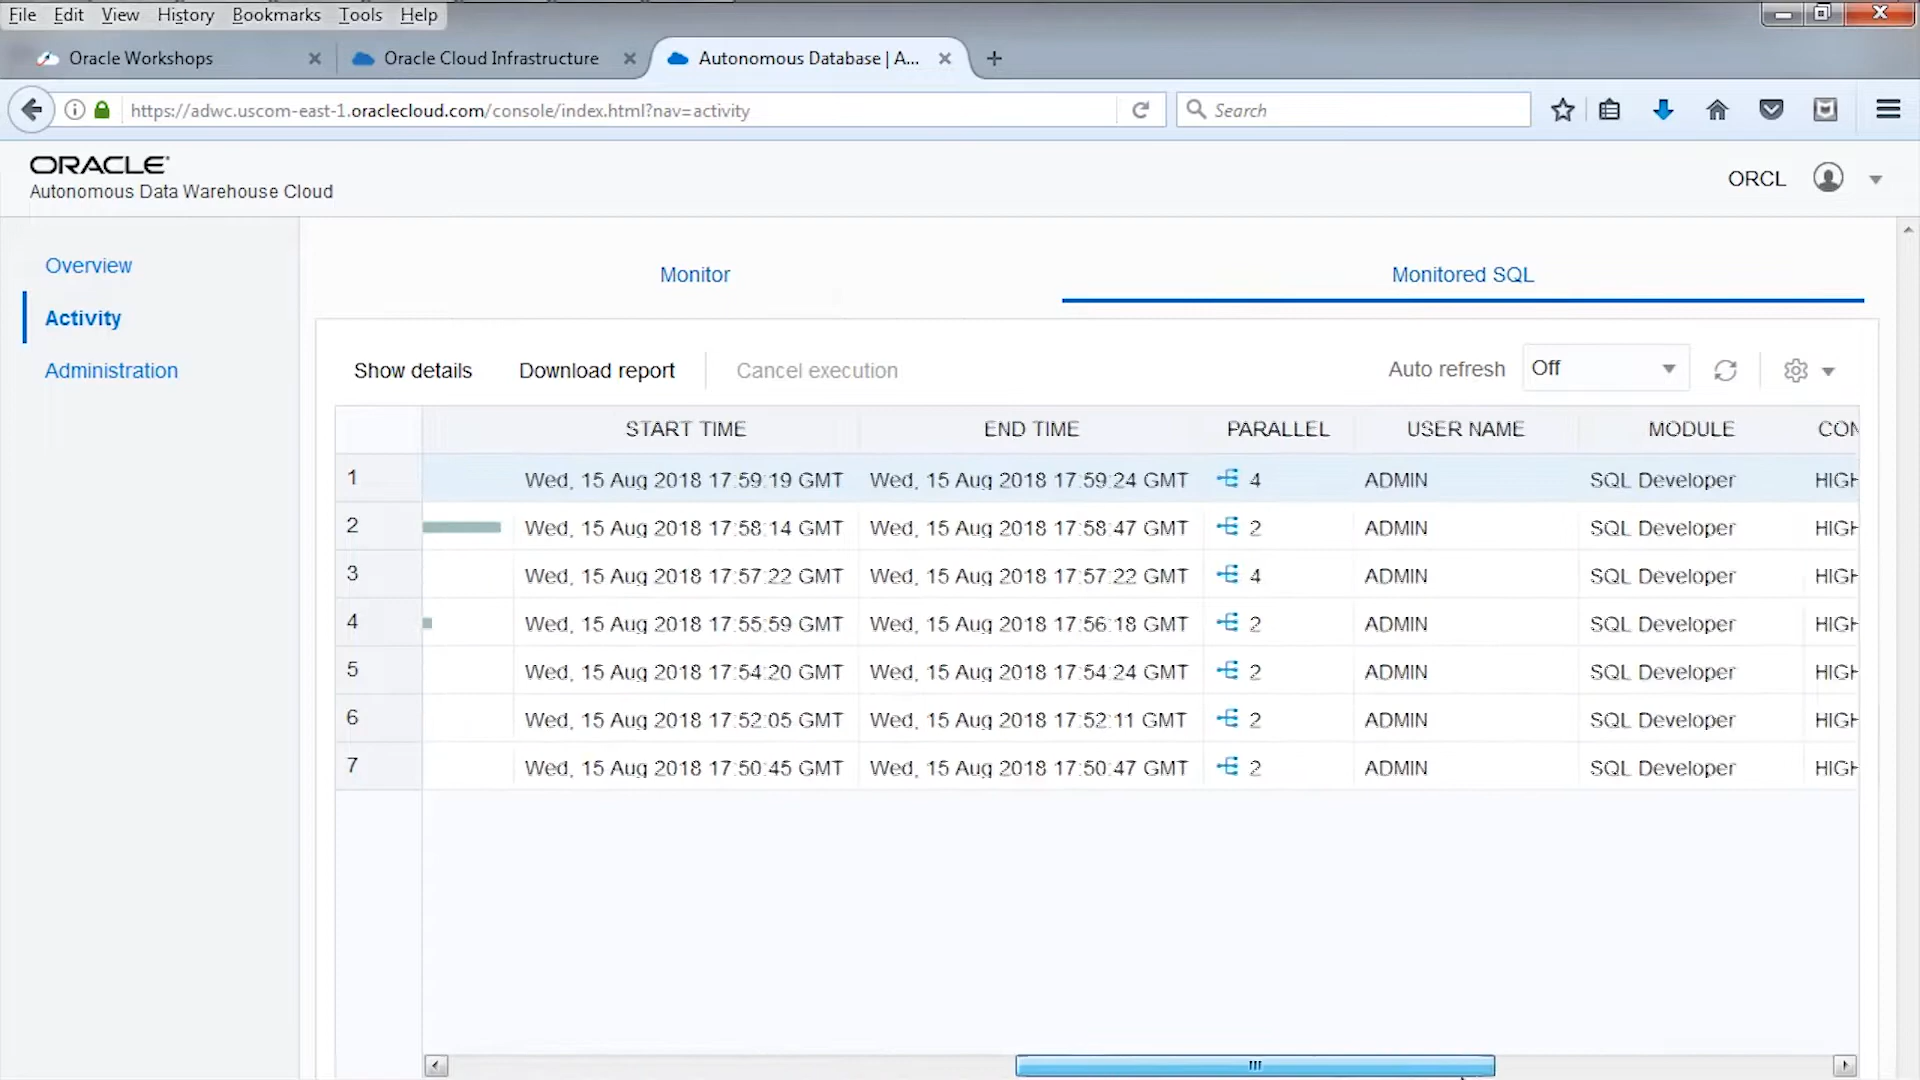 File Edit View History Bookmarks Tools Help
Oracle Workshops
Oracle Cloud Infrastructure
Autonomous Database | A...
https://adwc.uscom-east-1.oraclecloud.com/console/index.html?nav=activity
Search
ORACLE
Autonomous Data Warehouse Cloud
ORCL
Overview
Activity
Administration
Monitor
Monitored SQL
Show details
Download report
Cancel execution
Auto refresh
Off
START TIME END TIME PARALLEL USER NAME MODULE CON
1 Wed, 15 Aug 2018 17:59:19 GMT Wed, 15 Aug 2018 17:59:24 GMT 4 ADMIN SQL Developer HIGH
2 Wed, 15 Aug 2018 17:58:14 GMT Wed, 15 Aug 2018 17:58:47 GMT 2 ADMIN SQL Developer HIGH
3 Wed, 15 Aug 2018 17:57:22 GMT Wed, 15 Aug 2018 17:57:22 GMT 4 ADMIN SQL Developer HIGH
4 Wed, 15 Aug 2018 17:55:59 GMT Wed, 15 Aug 2018 17:56:18 GMT 2 ADMIN SQL Developer HIGH
5 Wed, 15 Aug 2018 17:54:20 GMT Wed, 15 Aug 2018 17:54:24 GMT 2 ADMIN SQL Developer HIGH
6 Wed, 15 Aug 2018 17:52:05 GMT Wed, 15 Aug 2018 17:52:11 GMT 2 ADMIN SQL Developer HIGH
7 Wed, 15 Aug 2018 17:50:45 GMT Wed, 15 Aug 2018 17:50:47 GMT 2 ADMIN SQL Developer HIGH